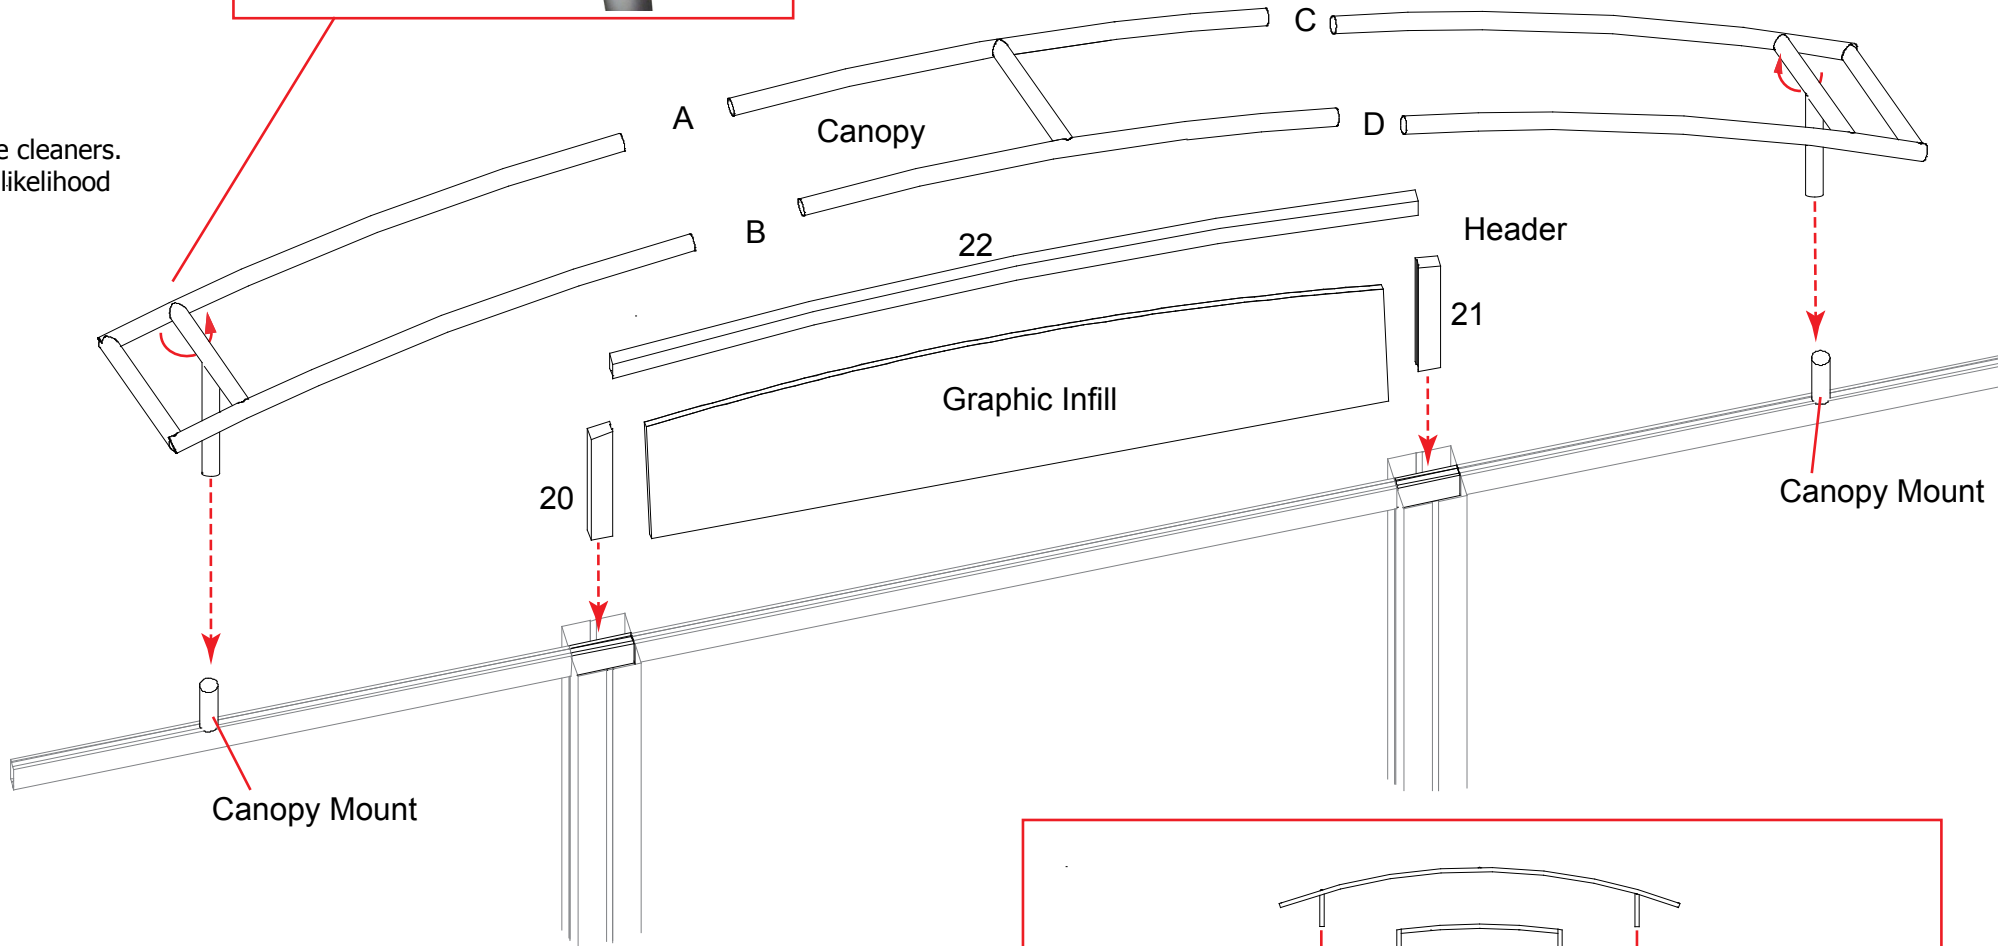 C
A
Canopy
D
e cleaners.
likelihood
B
22
Header
21
Graphic Infill
20
Canopy Mount
Canopy Mount